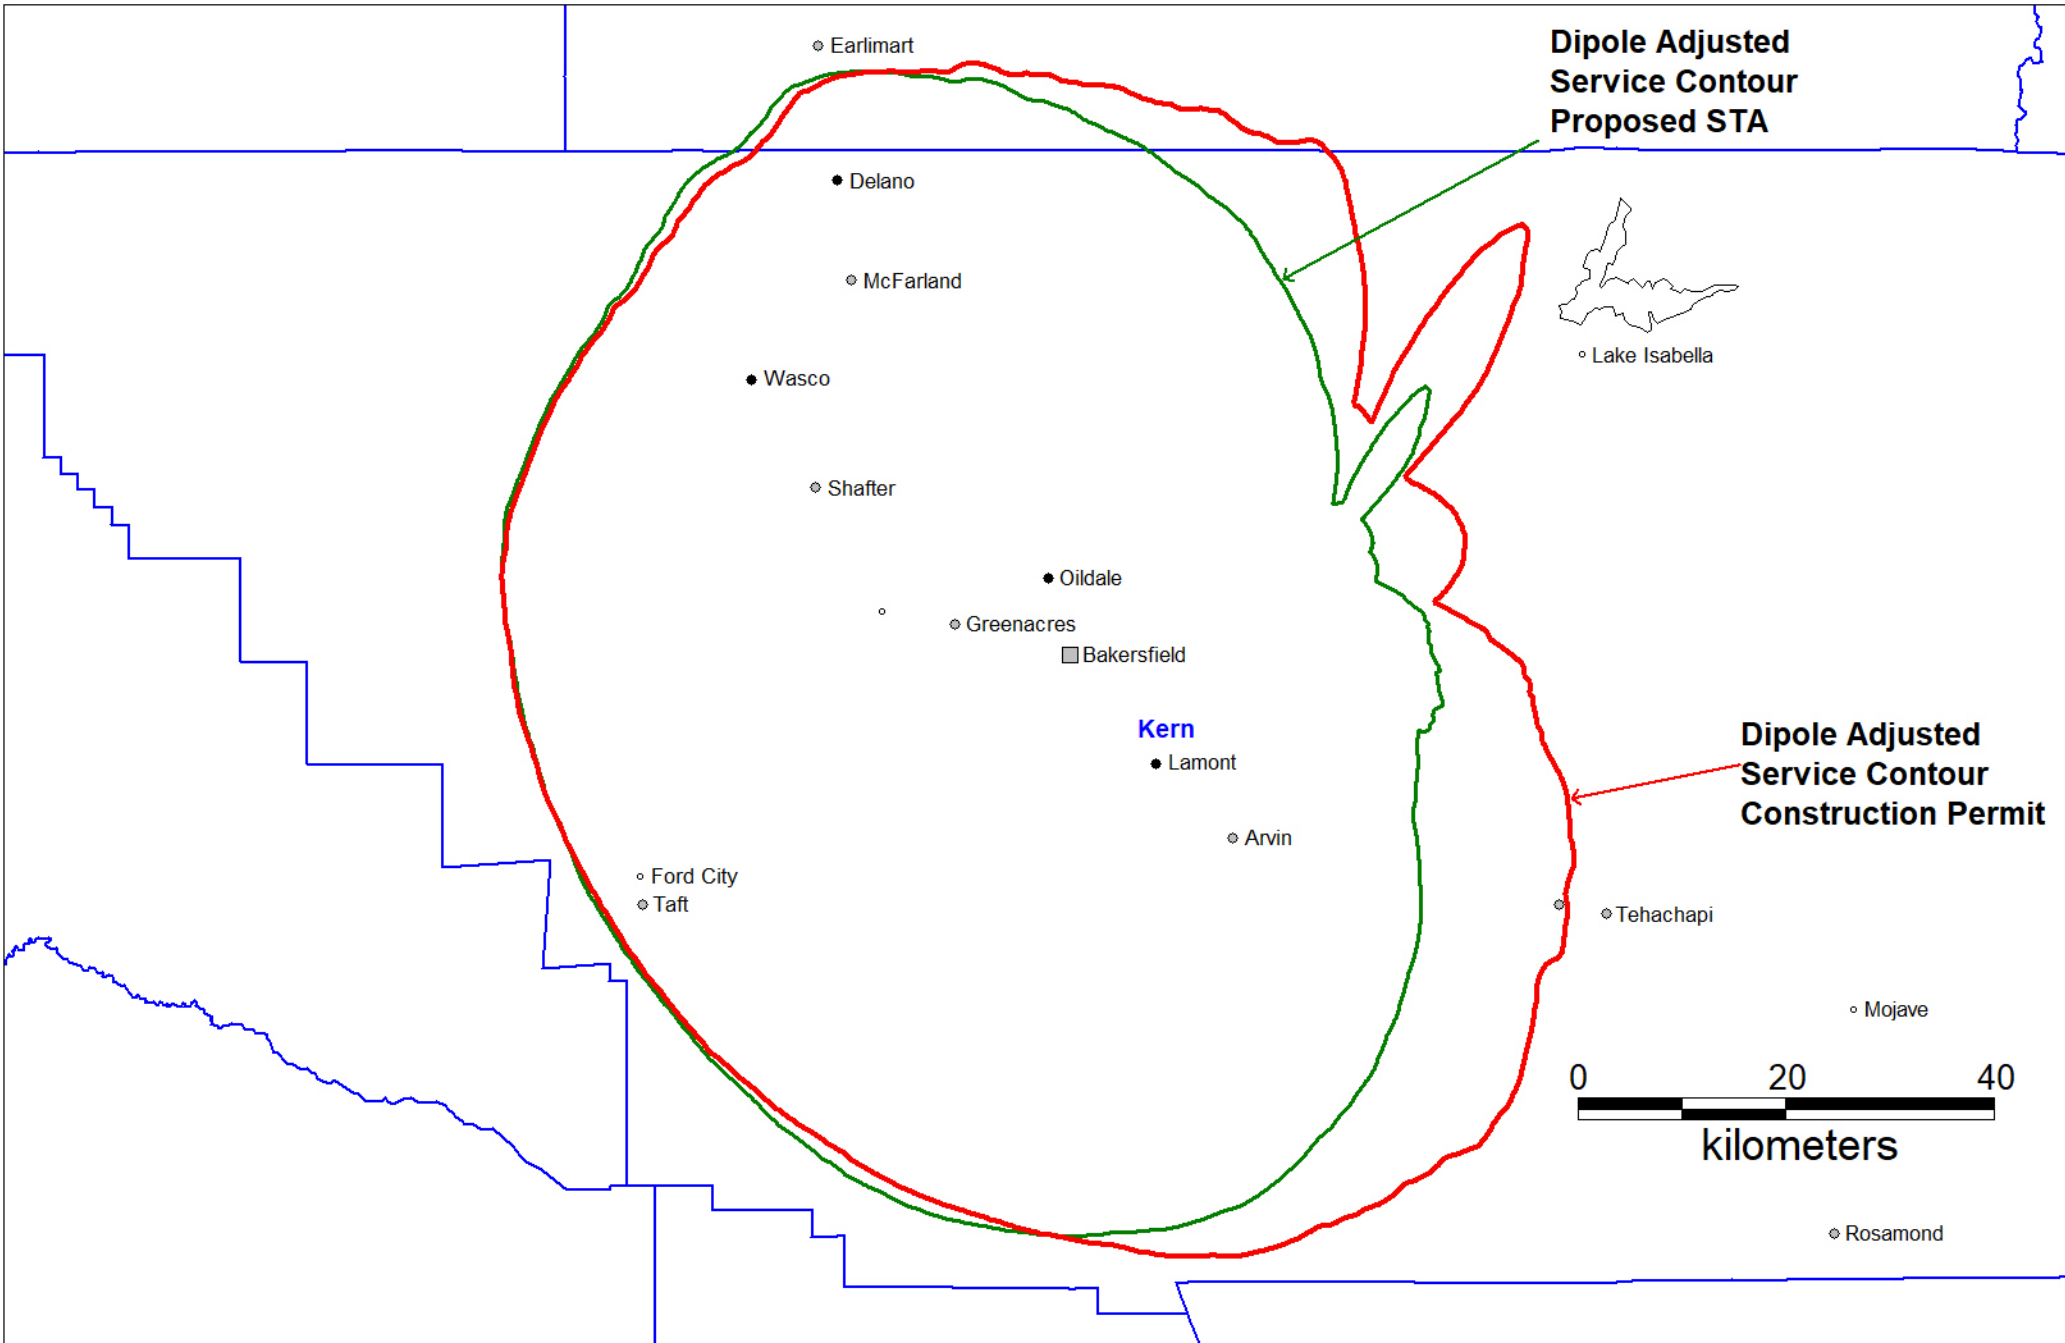 Earlimart
Dipole Adjusted
Service Contour
Proposed STA
Delano
McFarland
Lake Isabella
Wasco
Shafter
Oildale
Greenacres
Bakersfield
Kern
Lamont
Dipole Adjusted
Service Contour
Construction Permit
Arvin
Ford City
Taft
Tehachapi
Mojave
0 20 40
kilometers
Rosamond